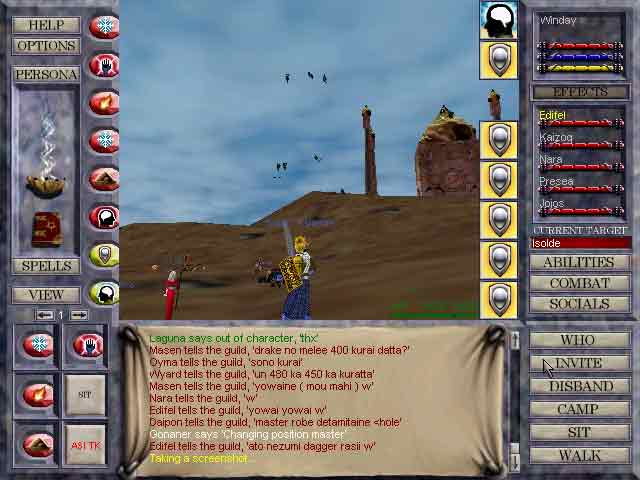 HELP
OPTIONS
PERSONA
SPELLS
VIEW
1
SIT
ASI TK
Winday
EFFECTS
Edifel
Kaizog
Nara
Presea
Jojos
CURRENT TARGET
Isolde
ABILITIES
COMBAT
SOCIALS
WHO
INVITE
DISBAND
CAMP
SIT
WALK
Laguna says out of character, 'thx'
Masen tells the guild, 'drake no melee 400 kurai datta?'
Oyma tells the guild, 'sono kurai'
Wyard tells the guild, 'un 480 ka 450 ka kuratta'
Masen tells the guild, 'yowaine ( mou mahi ) w'
Nara tells the guild, 'w'
Edifel tells the guild, 'yowai yowai w'
Daipon tells the guild, 'master robe detamitaine <hole'
Gonaner says 'Changing position master'
Edifel tells the guild, 'ato nezumi dagger rasii w'
Taking a screenshot...